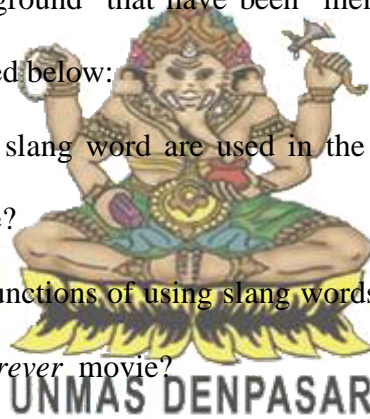 ground that have been
ed below:
slang word are used in the
?
unctions of using slang words
rever movie?
UNMAS DENPASAR